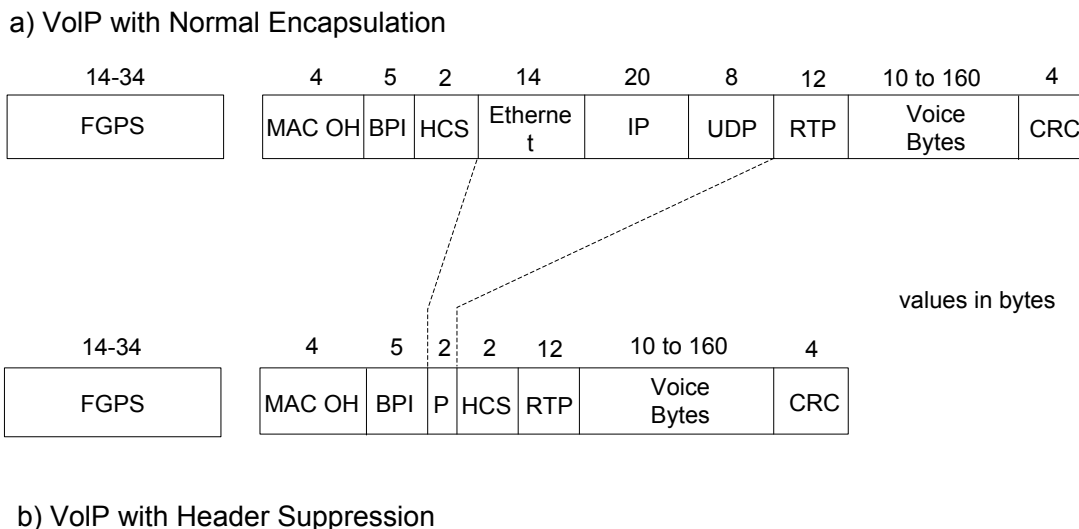 a) VoIP with Normal Encapsulation
14-34 4 5 2 14 20 8 12 10 to 160 4
FGPS MAC OH BPI HCS Etherne
t IP UDP RTP Voice
Bytes CRC
values in bytes
14-34 4 5 2 2 12 10 to 160 4
FGPS MAC OH BPI P HCS RTP Voice
Bytes CRC
b) VoIP with Header Suppression